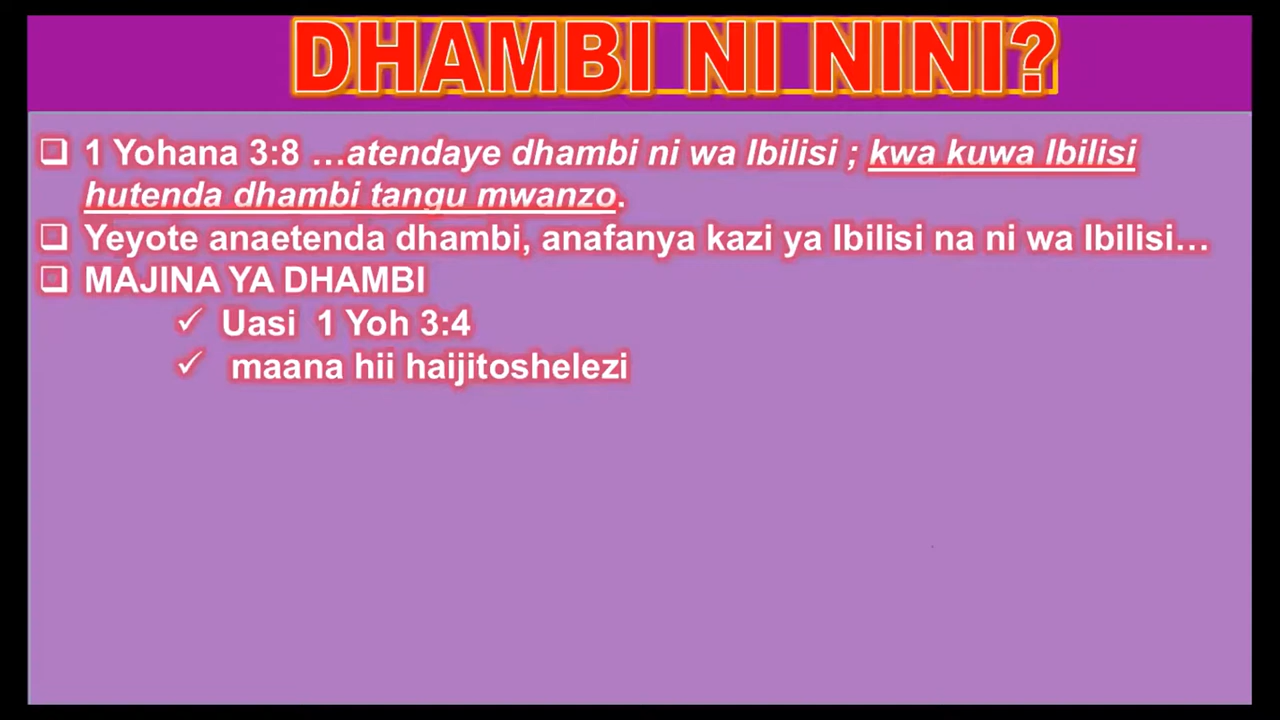 DHAMBI NI NINI?
1 Yohana 3:8 ...atendaye dhambi ni wa Ibilisi ; kwa kuwa Ibilisi
hutenda dhambi tangu mwanzo.
Yeyote anaetenda dhambi, anafanya kazi ya Ibilisi na ni wa Ibilisi...
MAJINA YA DHAMBI
Uasi 1 Yoh 3:4
maana hii haijitoshelezi